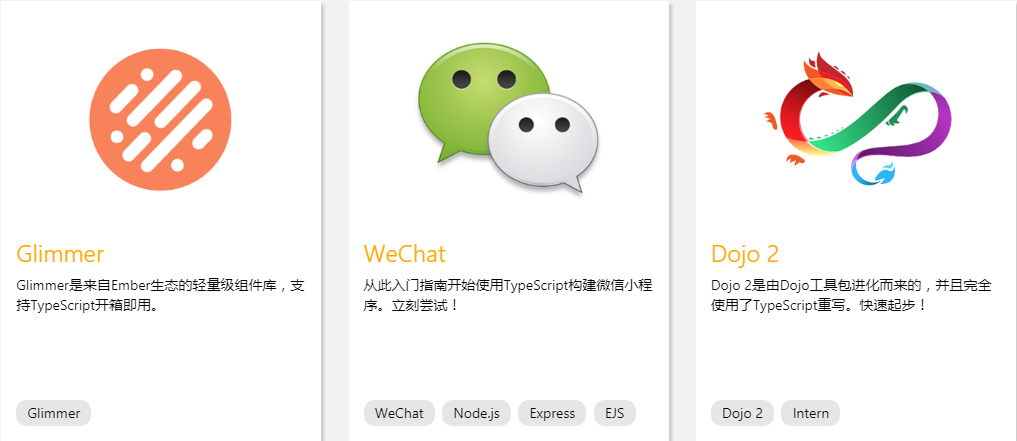 Glimmer
Glimmer是来自Ember生态的轻量级组件库，支
持TypeScript开箱即用。
Glimmer
WeChat
从此入门指南开始使用TypeScript构建微信小程
序。立刻尝试！
WeChat
Node.js
Express
EJS
Dojo 2
Dojo 2是由Dojo工具包进化而来的，并且完全
使用了TypeScript重写。快速起步！
Dojo 2
Intern